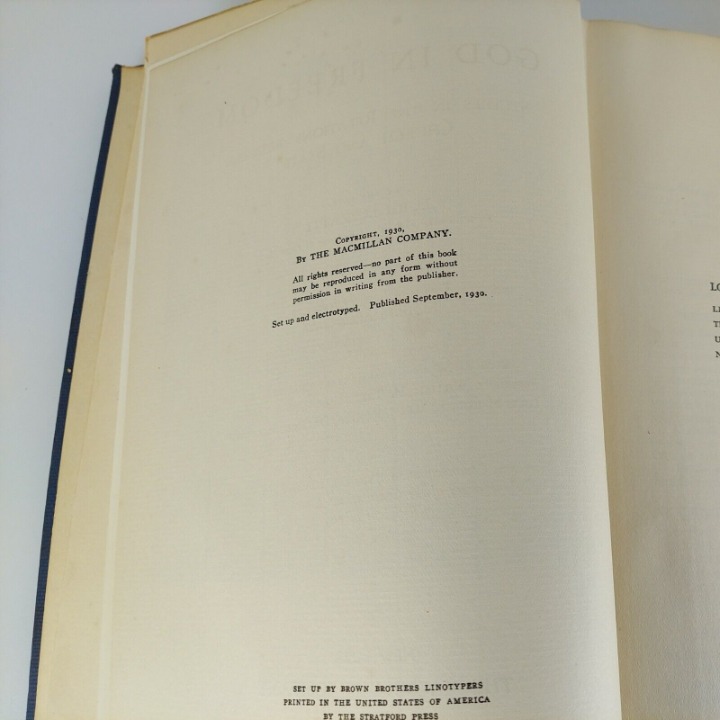 COPYRIGHT, 1930,
BY THE MACMILLAN COMPANY.
All rights reserved—no part of this book
may be reproduced in any form without
permission in writing from the publisher.
Set up and electrotyped. Published September, 1930.
SET UP BY BROWN BROTHERS LINOTYPERS
PRINTED IN THE UNITED STATES OF AMERICA
BY THE STRATFORD PRESS